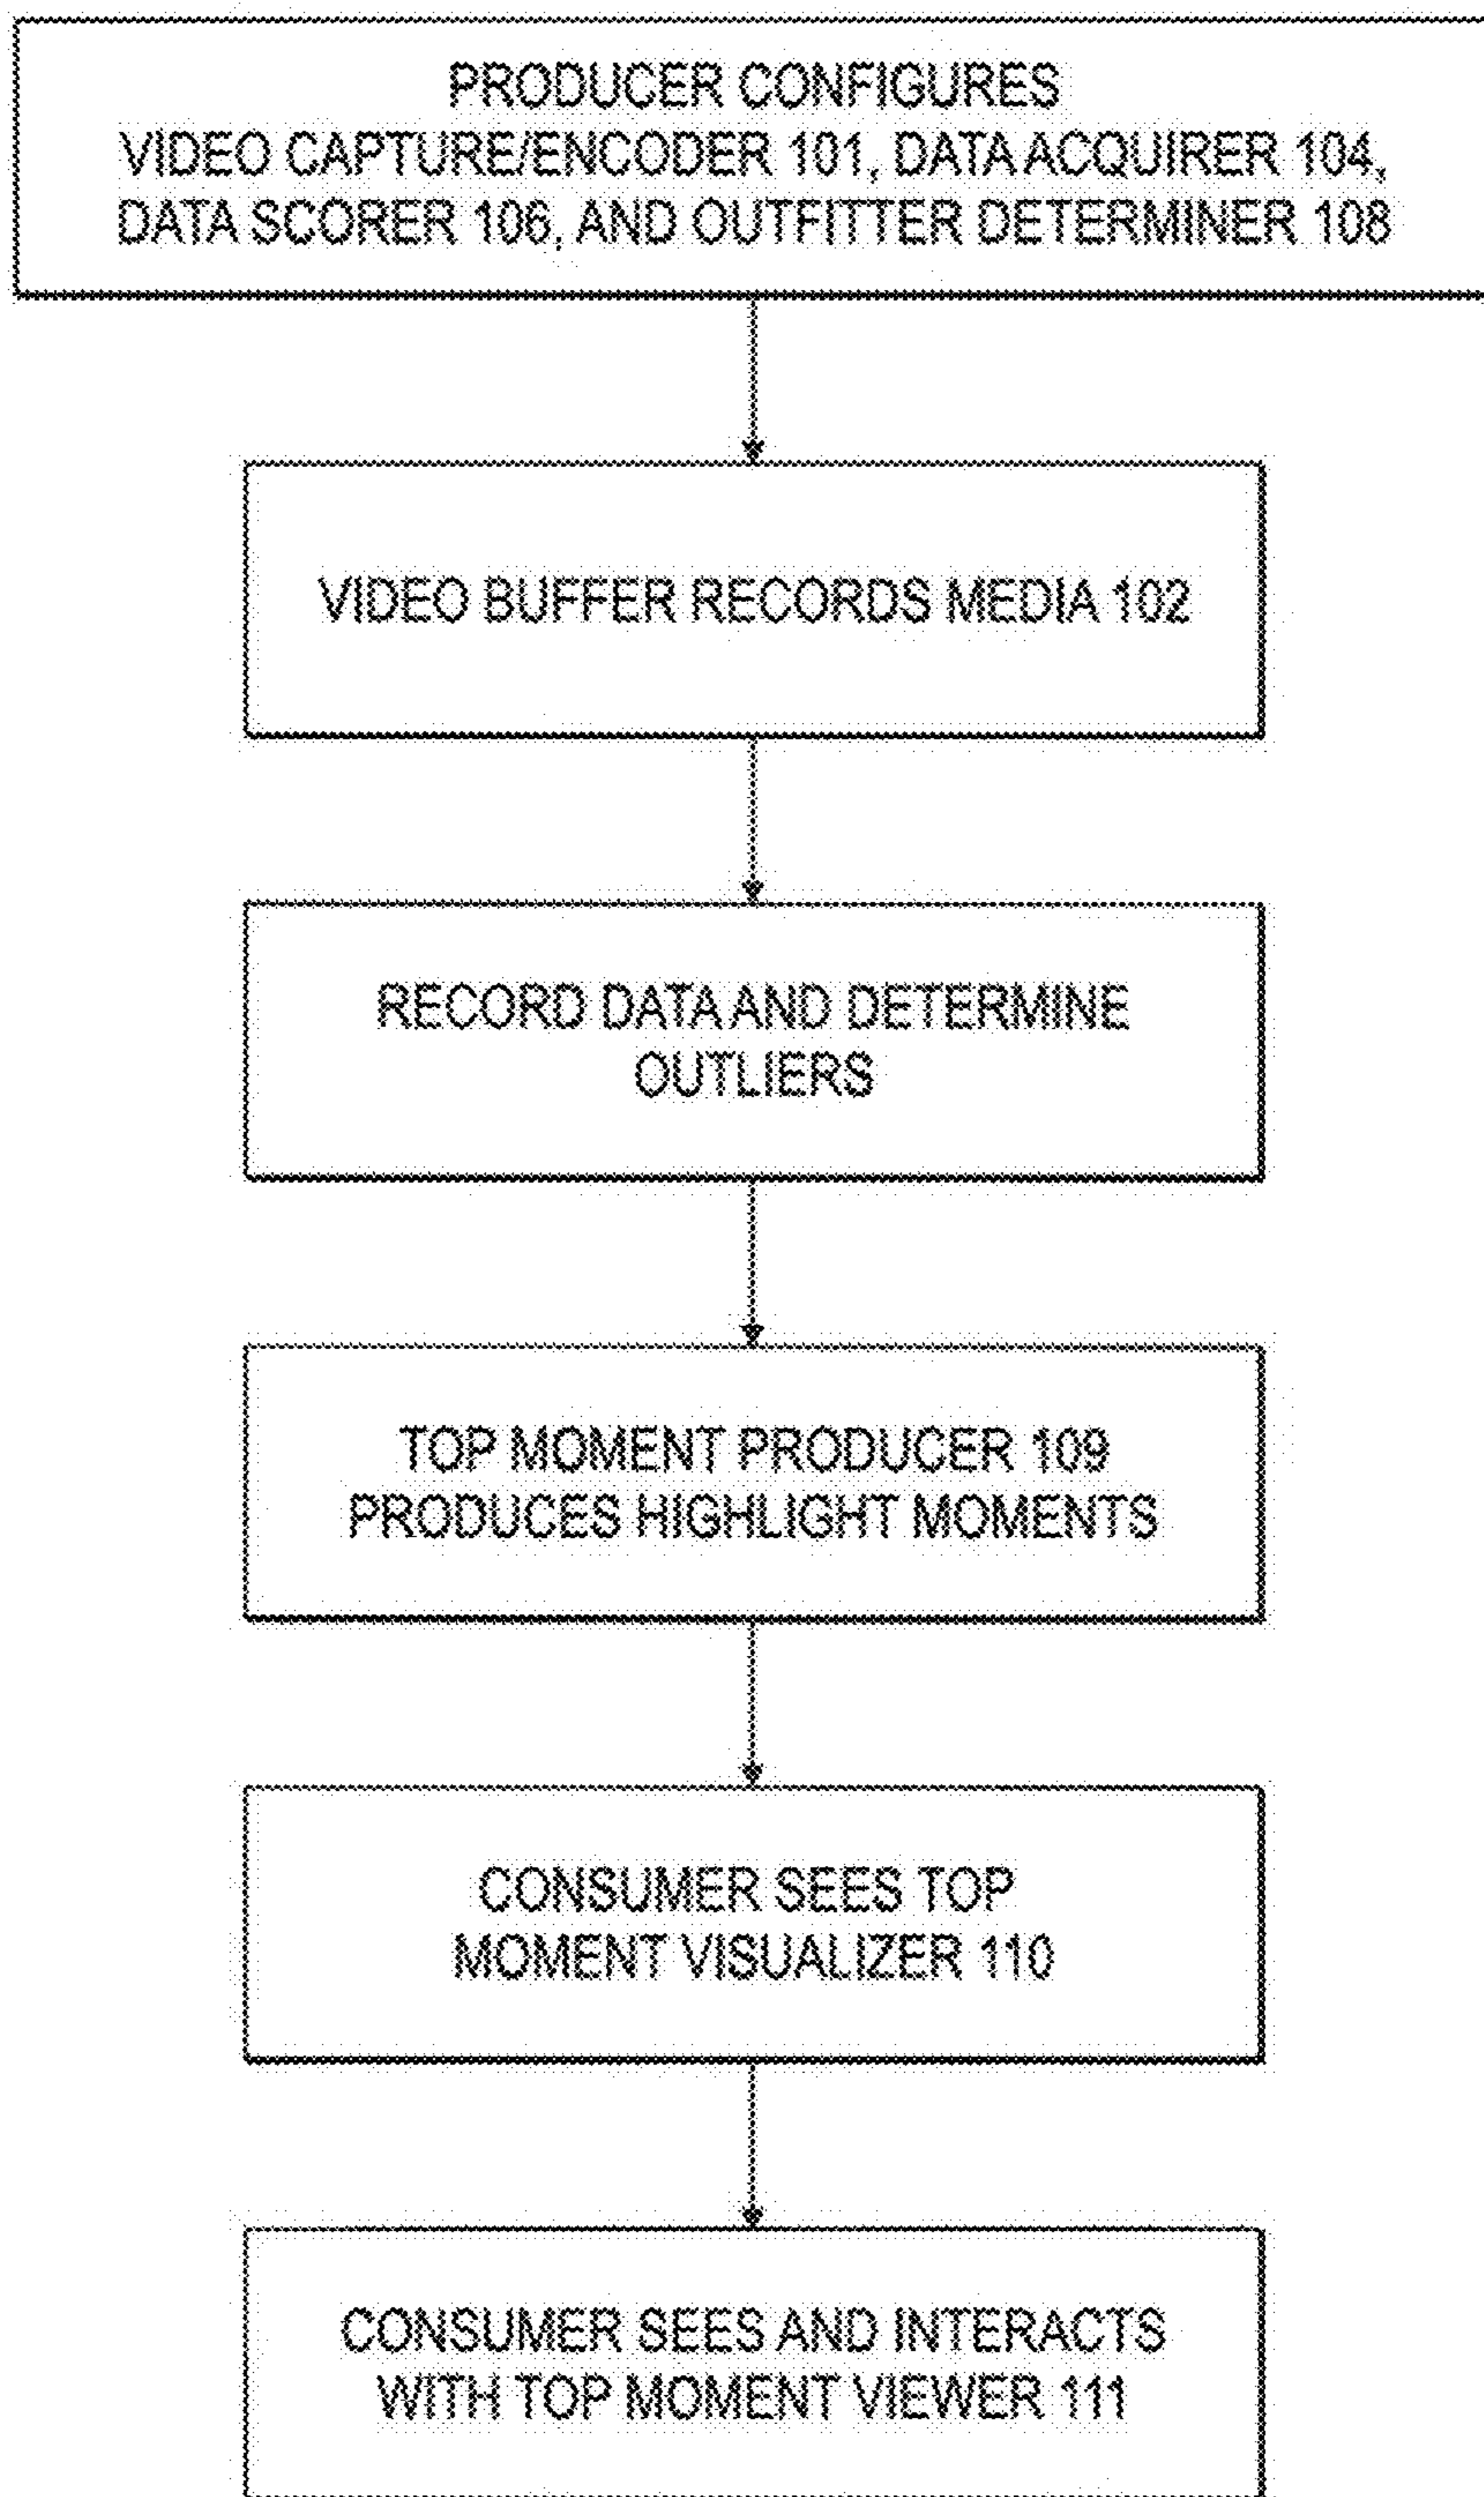 PRODUCER CONFIGURES
VIDEO CAPTURE/ENCODER 101, DATA ACQUIRER 104,
DATA SCORER 106, AND OUTFITTER DETERMINER 108
VIDEO BUFFER RECORDS MEDIA 102
RECORD DATA AND DETERMINE
OUTLIERS
TOP MOMENT PRODUCER 109
PRODUCES HIGHLIGHT MOMENTS
CONSUMER SEES TOP
MOMENT VISUALIZER 110
CONSUMER SEES AND INTERACTS
WITH TOP MOMENT VIEWER 111